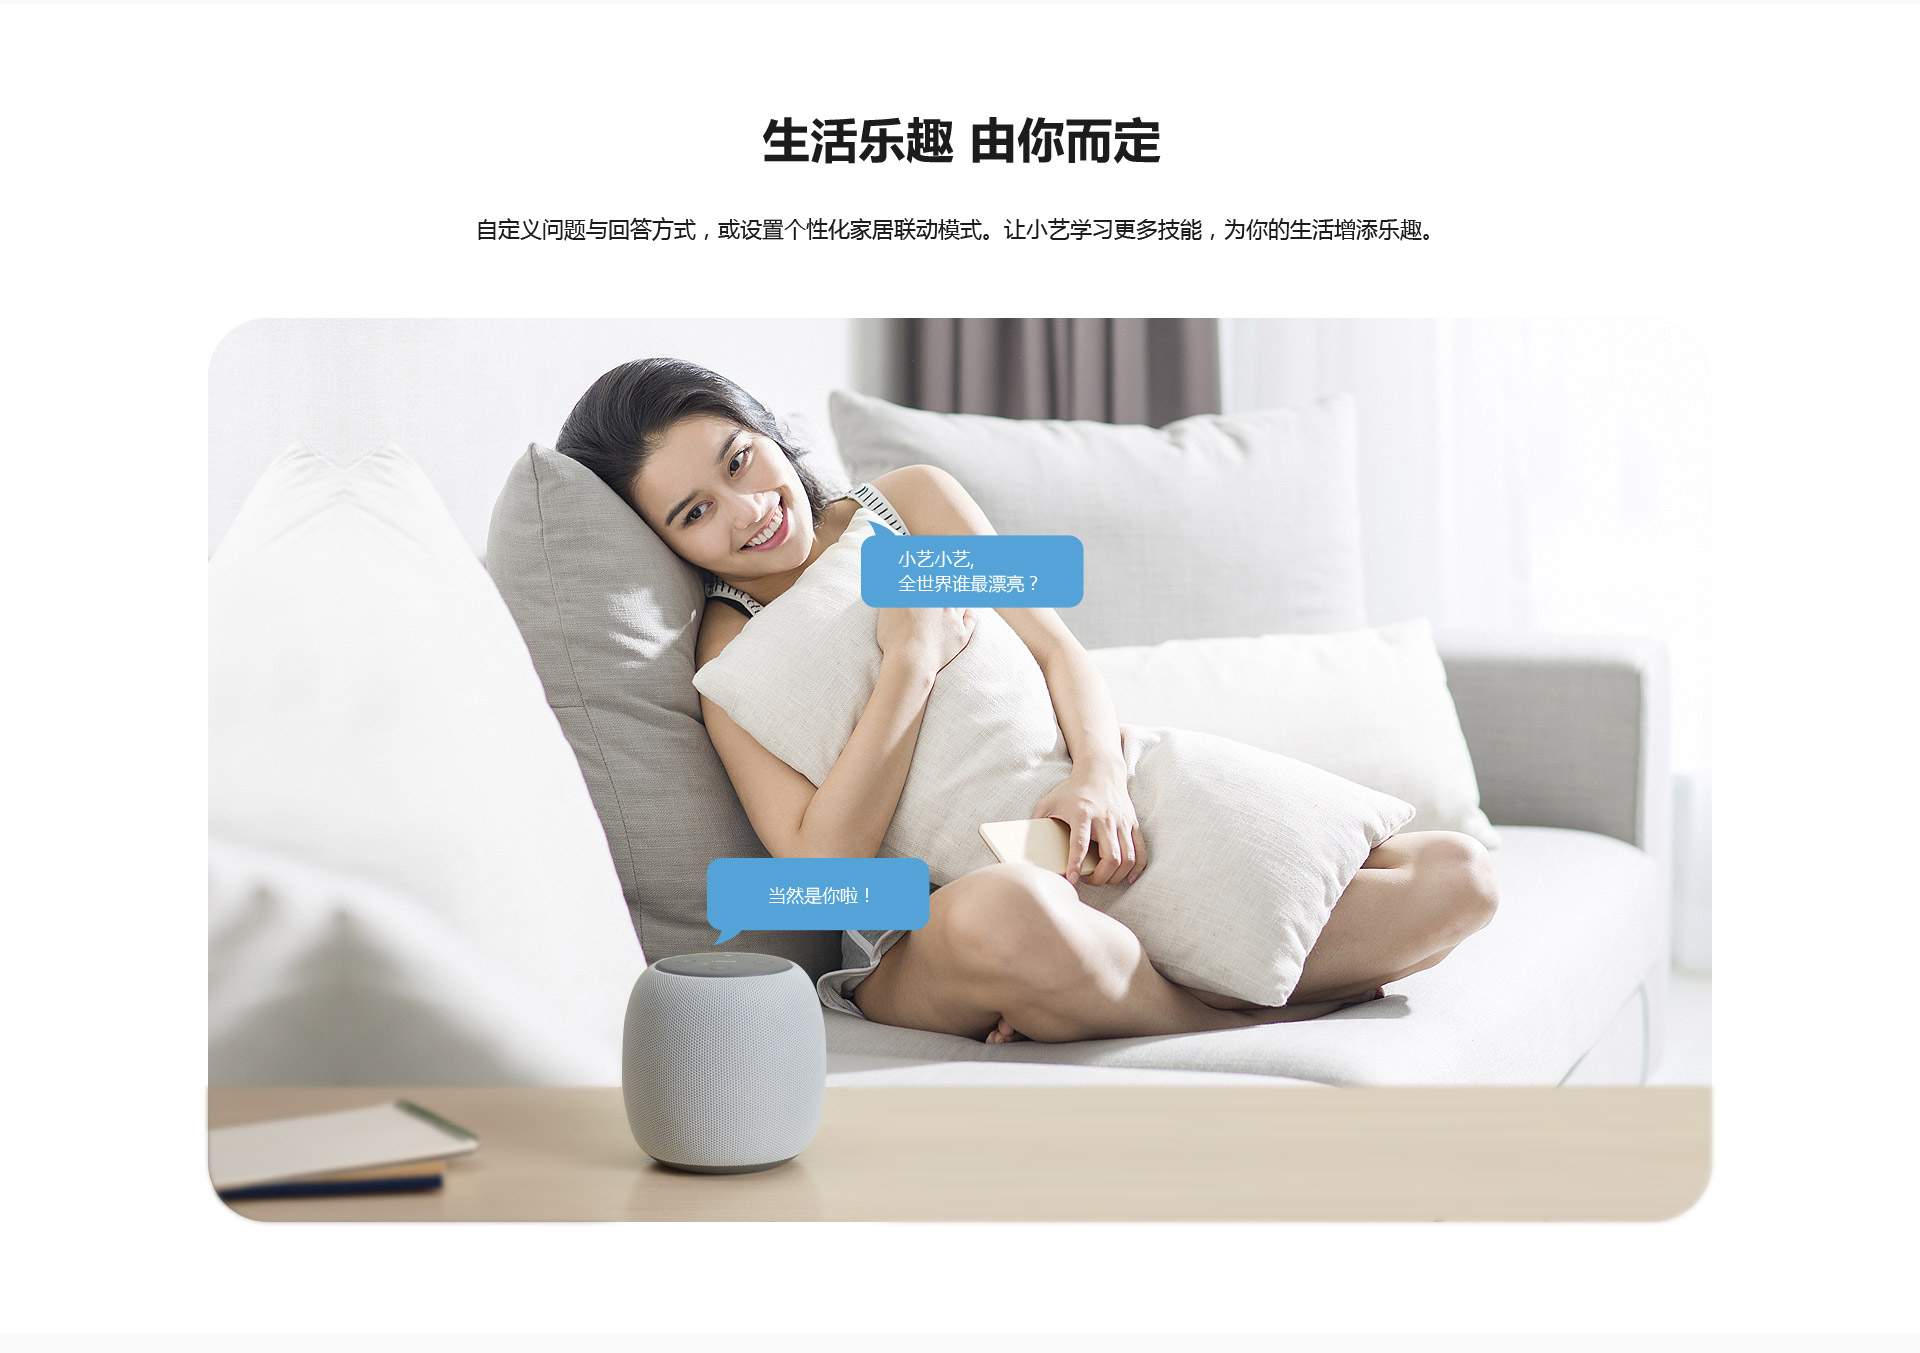 生活乐趣 由你而定
自定义问题与回答方式，或设置个性化家居联动模式。让小艺学习更多技能，为你的生活增添乐趣。
小艺小艺,
全世界谁最漂亮？
当然是你啦！